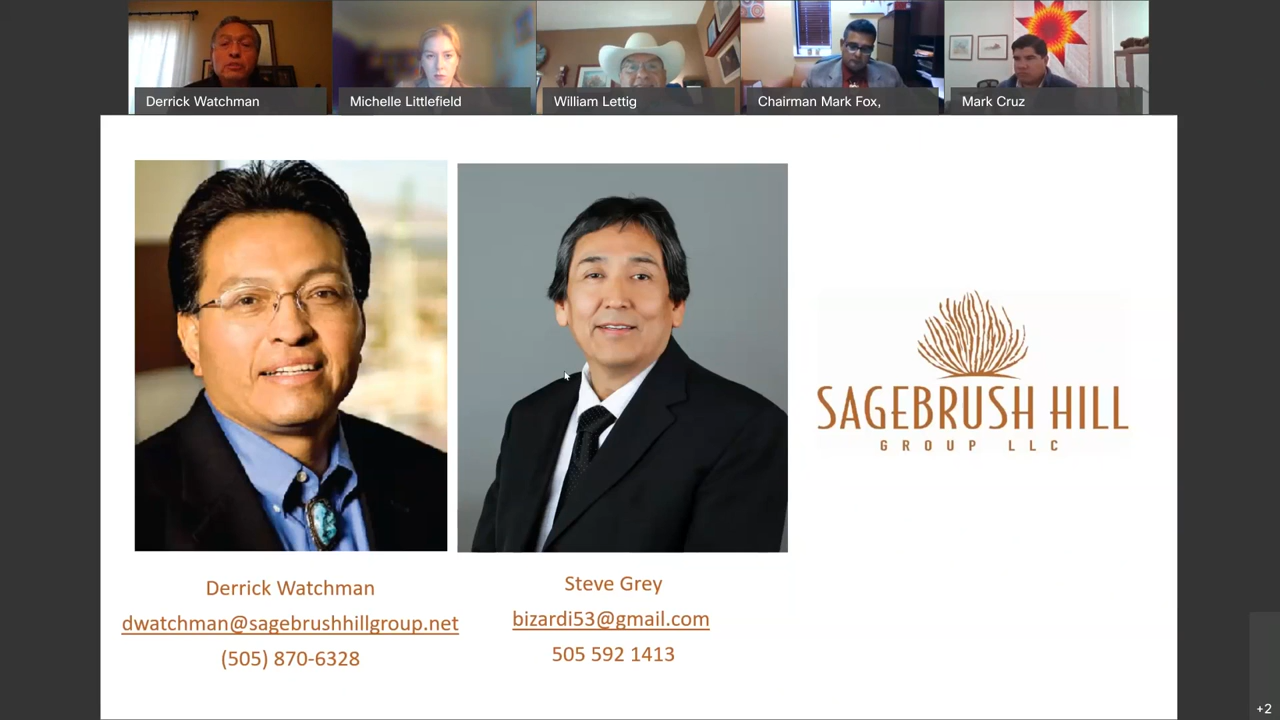 Derrick Watchman
Michelle Littlefield
William Lettig
Chairman Mark Fox,
Mark Cruz
SAGEBRUSH HILL
GROUP LLC
Derrick Watchman
dwatchman@sagebrushhillgroup.net
(505) 870-6328
Steve Grey
bizardi53@gmail.com
505 592 1413
+2